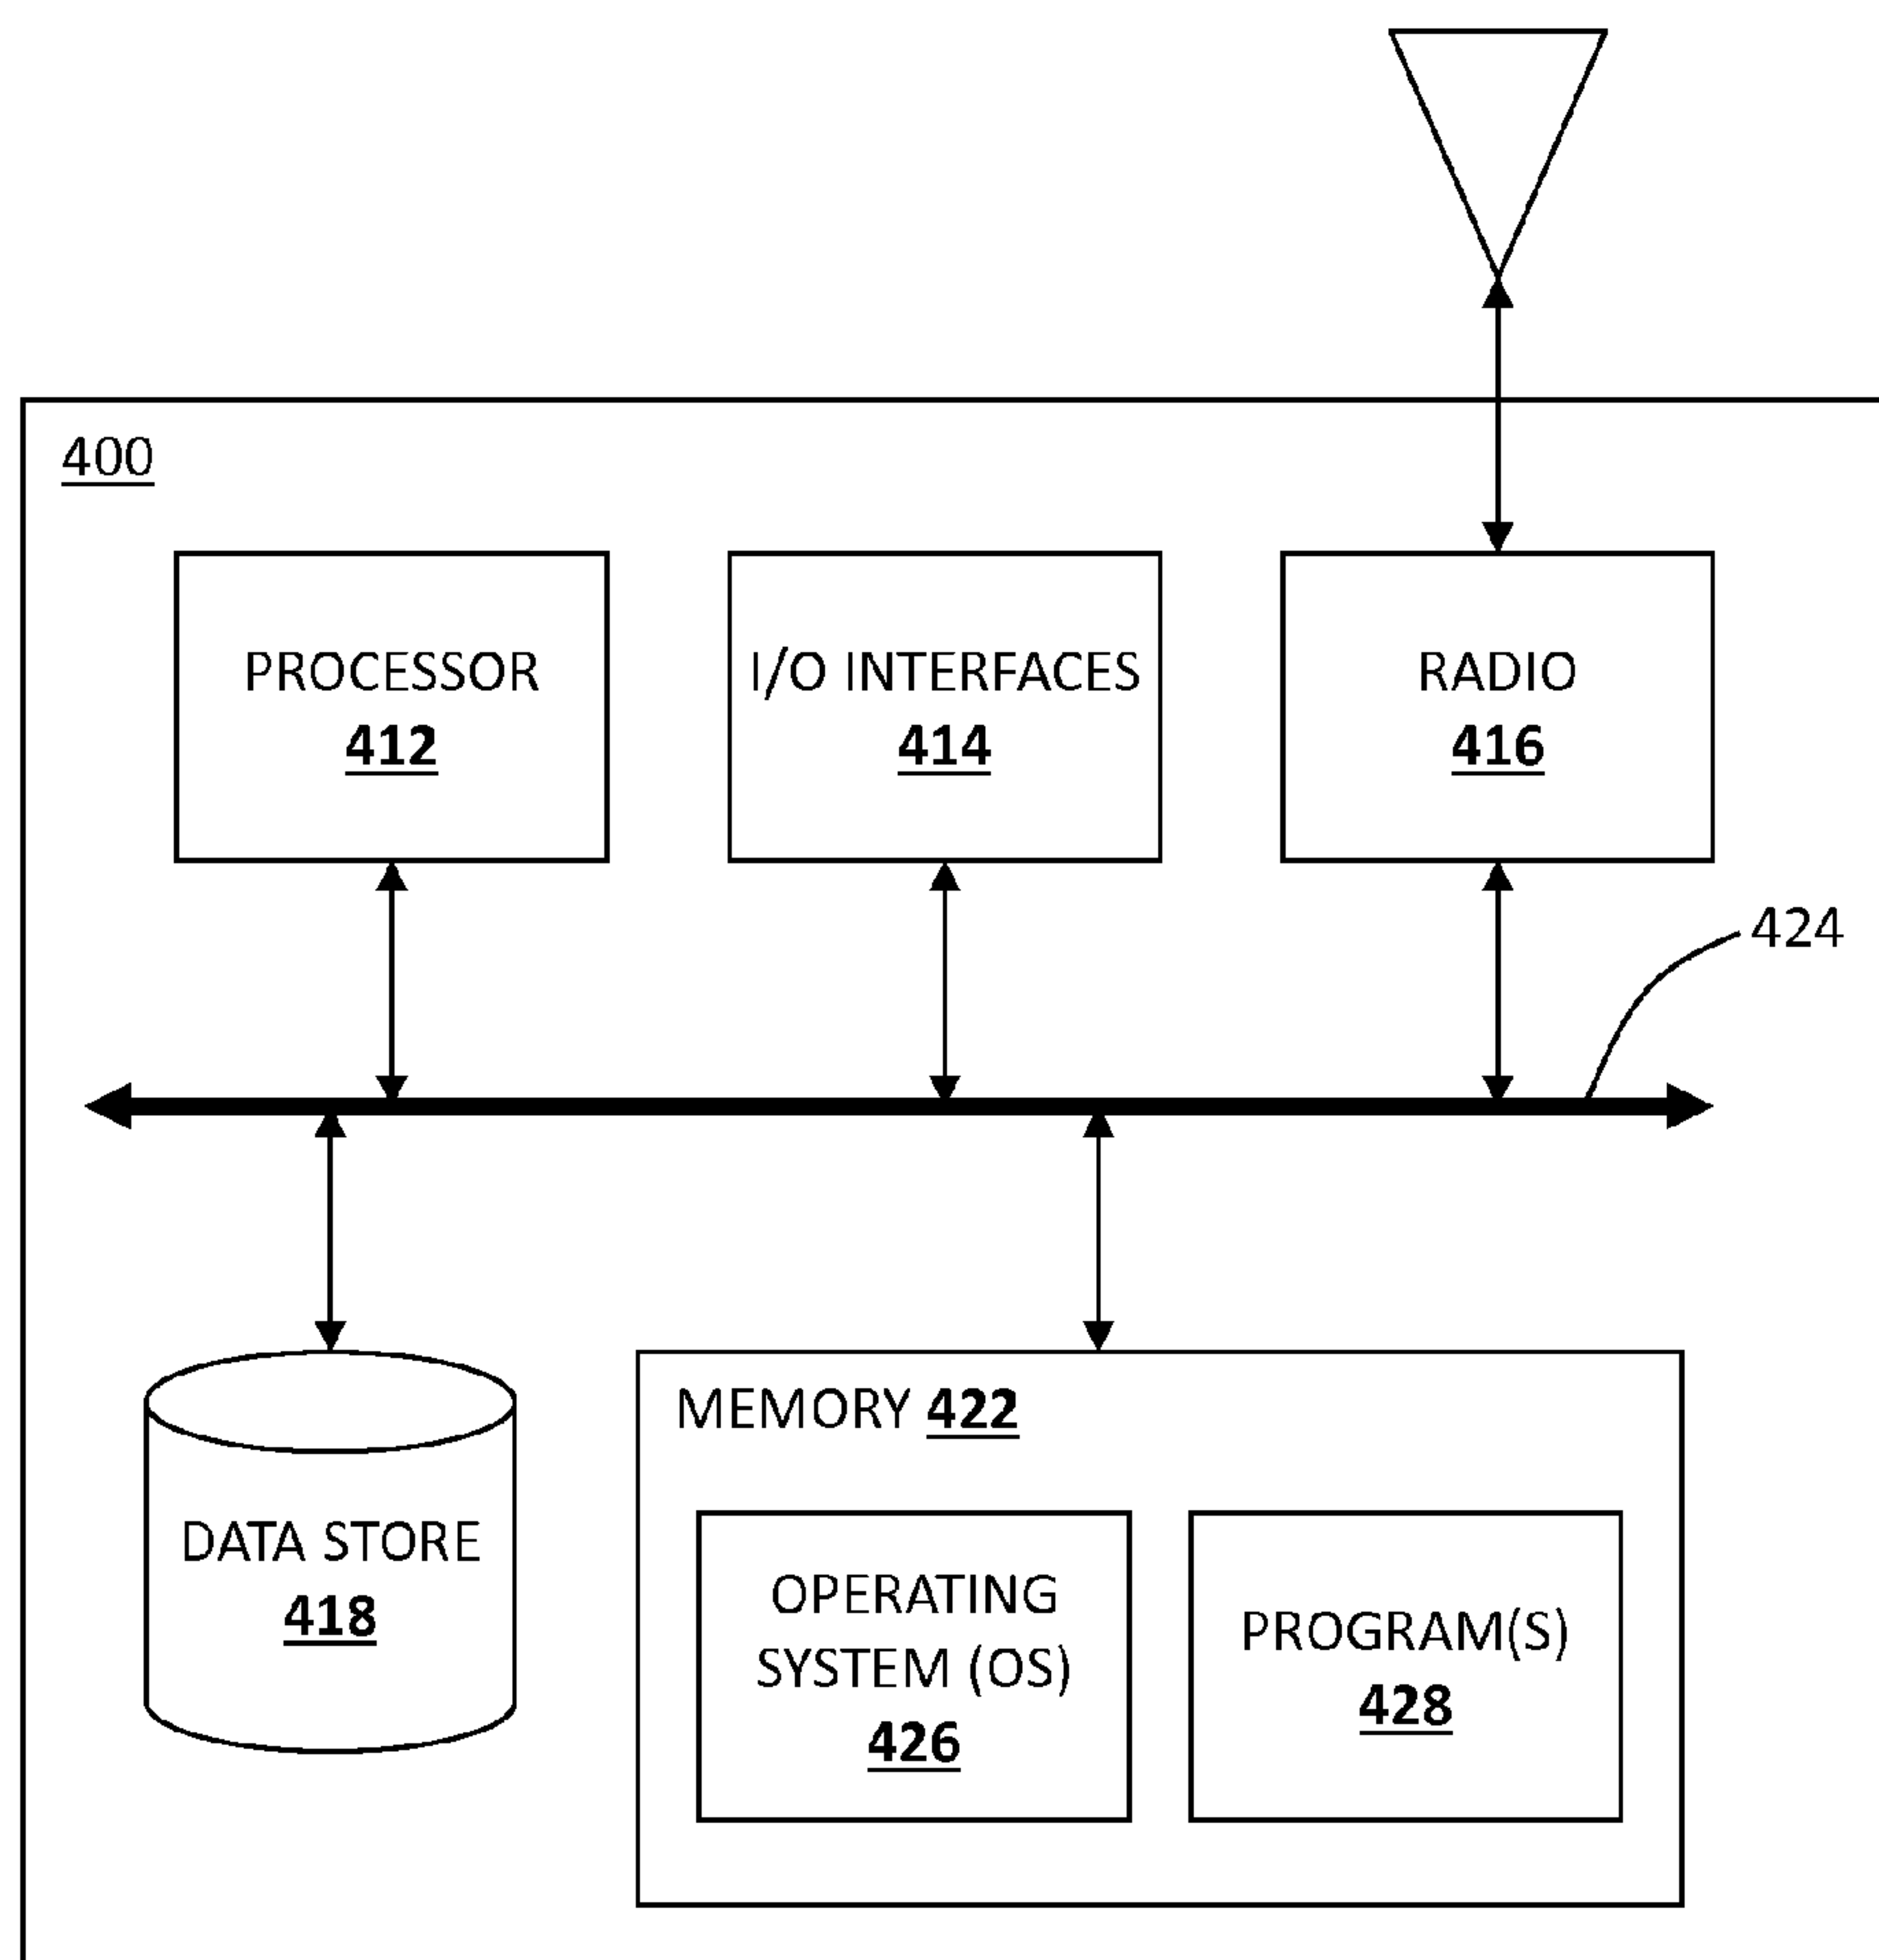 400
PROCESSOR
412
I/O INTERFACES
414
RADIO
416
424
DATA STORE
418
MEMORY 422
OPERATING
SYSTEM (OS)
426
PROGRAM(S)
428